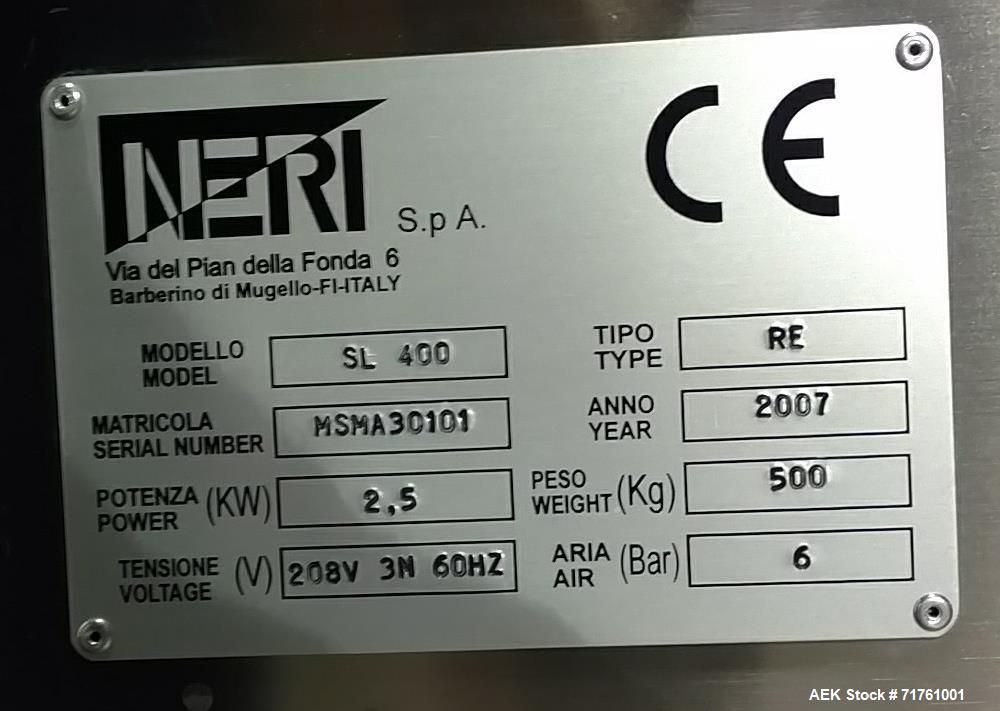 NERI S.p A.
CE
Via del Pian della Fonda 6
Barberino di Mugello-FI-ITALY
MODELLO
MODEL
SL 400
TIPO
TYPE
RE
MATRICOLA
SERIAL NUMBER
MSMA30101
ANNO
YEAR
2007
POTENZA
POWER
(KW)
2,5
PESO
WEIGHT
(Kg)
500
TENSIONE
VOLTAGE
(V)
208V 3N 60HZ
ARIA
AIR
(Bar)
6
AEK Stock # 71761001